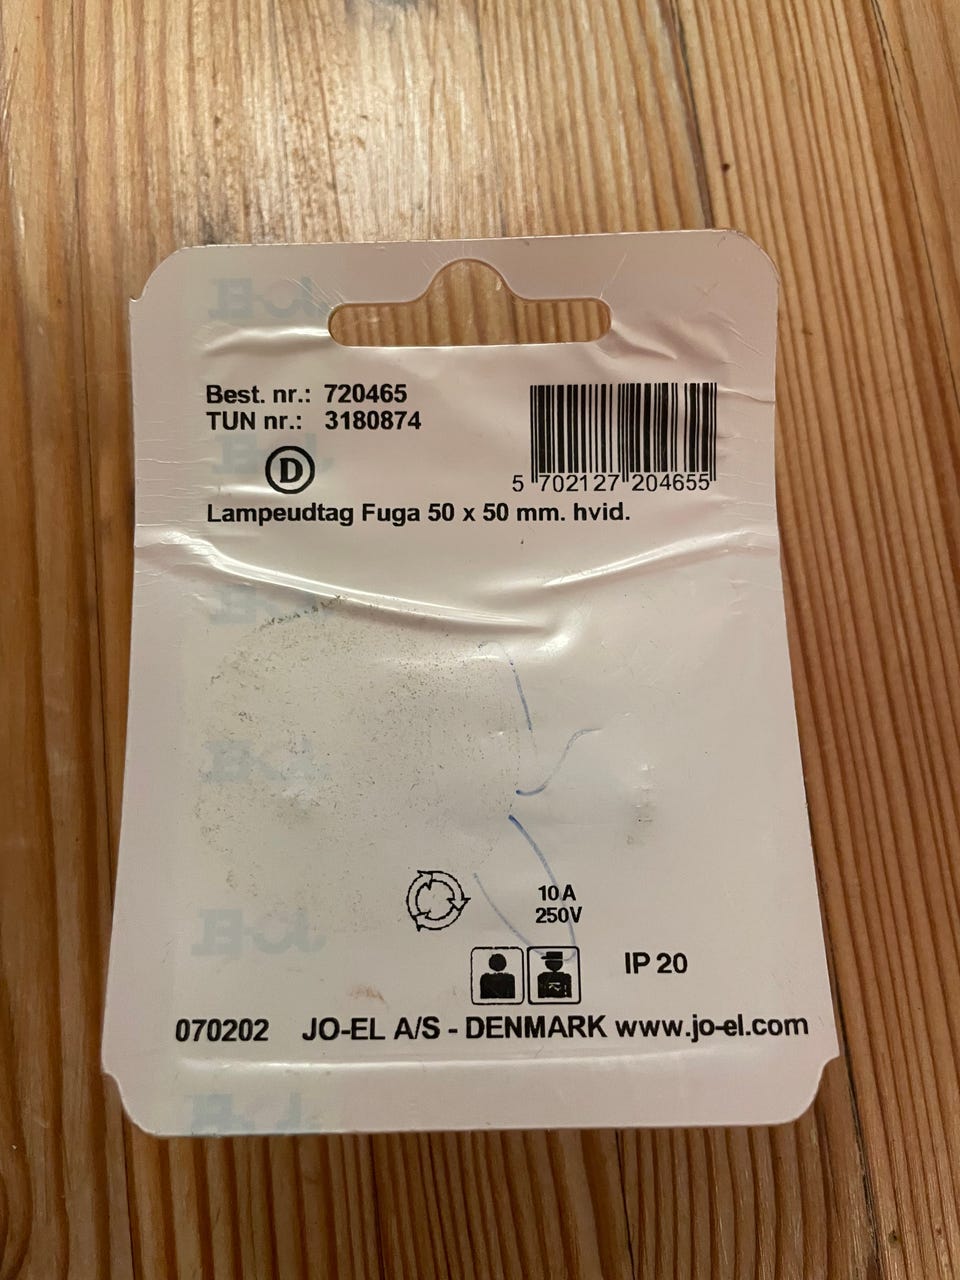 Best. nr.: 720465
TUN nr.: 3180874
D
5 702127 204655
Lampeudtag Fuga 50 x 50 mm. hvid.
10 A
250V
IP 20
070202 JO-EL A/S - DENMARK www.jo-el.com